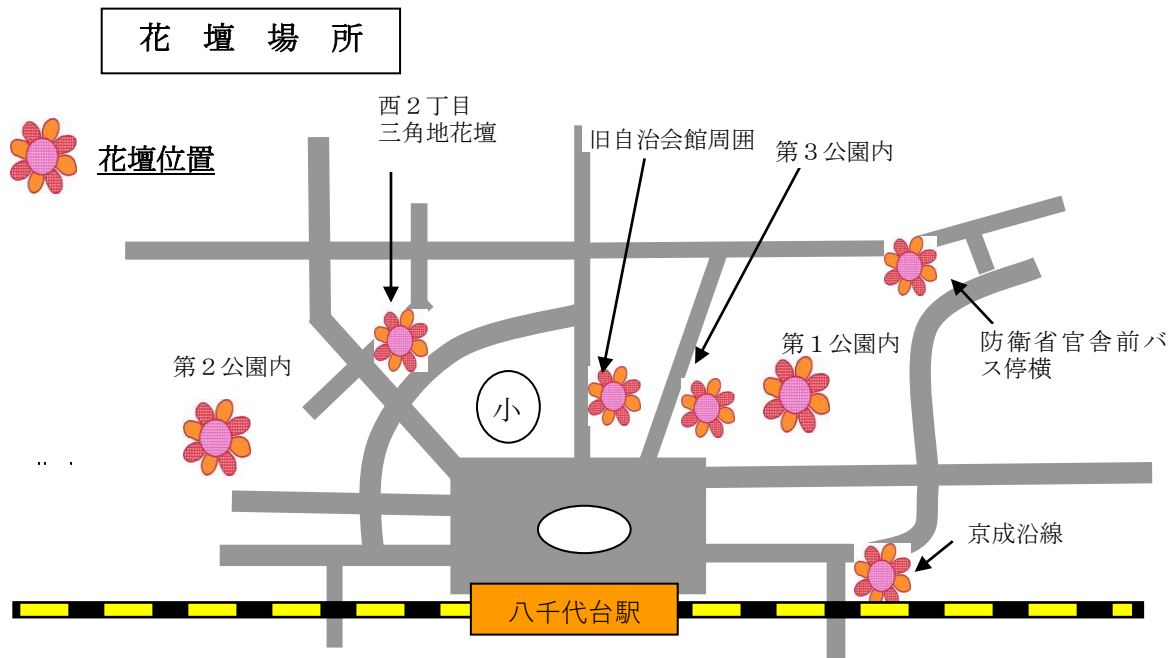 花 壇 場 所
花壇位置
西２丁目
三角地花壇
旧自治会館周囲
第３公園内
第２公園内
第１公園内
防衛省官舎前バ
ス停横
小
京成沿線
八千代台駅